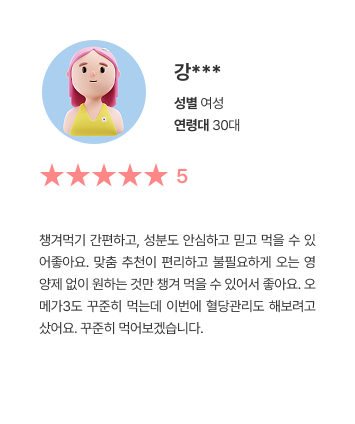 강***
성별 여성
연령대 30대
★★★★★ 5
챙겨먹기 간편하고, 성분도 안심하고 믿고 먹을 수 있
어좋아요. 맞춤 추천이 편리하고 불필요하게 오는 영
양제 없이 원하는 것만 챙겨 먹을 수 있어서 좋아요. 오
메가3도 꾸준히 먹는데 이번에 혈당관리도 해보려고
샀어요. 꾸준히 먹어보겠습니다.